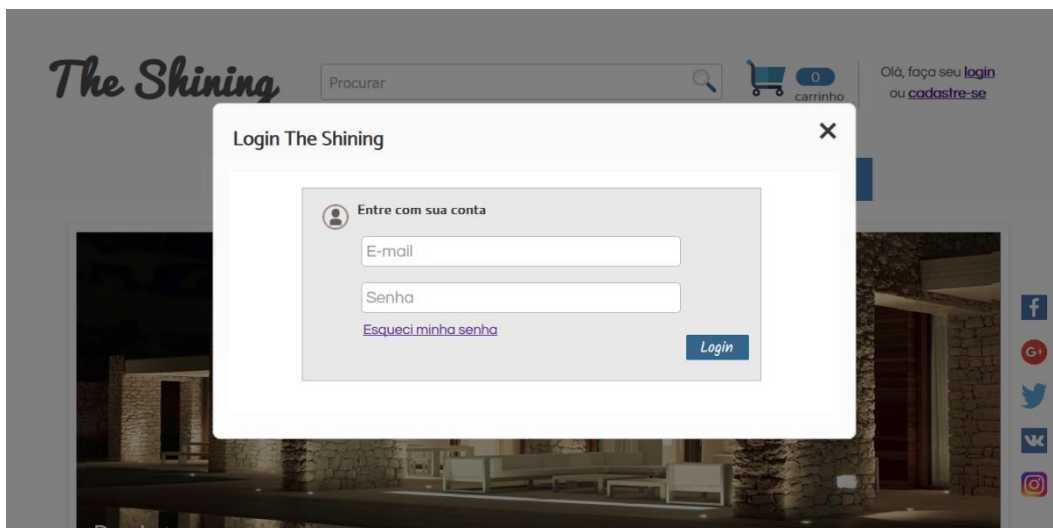 The Shining
Procurar
0
carrinho
Olá, faça seu login
ou cadastre-se
Login The Shining
Entre com sua conta
E-mail
Senha
Esqueci minha senha
Login